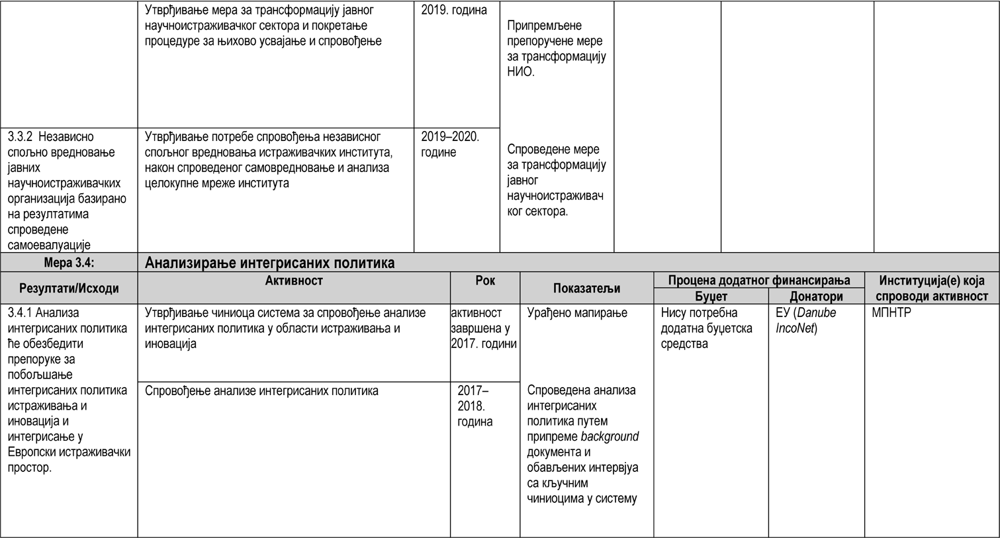 Утврђивање мера за трансформацију јавног
научноистраживачког сектора и покретање
процедуре за њихово усвајање и спровођење
2019. година
Припремљене
препоручене мере
за трансформацију
НИО.
3.3.2 Независно
спољно вредновање
јавних
научноистраживачких
организација базирано
на резултатима
спроведене
самоевалуације
Утврђивање потребе спровођења независног
спољног вредновања истраживачких института,
након спроведеног самовредновање и анализа
целокупне мреже института
2019–2020.
године
Спроведене мере
за трансформацију
јавног
научноистраживач
ког сектора.
Мера 3.4:
Анализирање интегрисаних политика
Резултати/Исходи
Активност
Рок
Показатељи
Процена додатног финансирања
Буџет
Донатори
Институција(е) која
спроводи активност
3.4.1 Анализа
интегрисаних политика
ће обезбедити
препоруке за
побољшање
интегрисаних политика
истраживања и
иновација и
интегрисање у
Европски истраживачки
простор.
Утврђивање чиниоца система за спровођење анализе
интегрисаних политика у области истраживања и
иновација
активност
завршена у
2017. години
Урађено мапирање
Нису потребна
додатна буџетска
средства
ЕУ (Danube
IncoNet)
МПНТР
Спровођење анализе интегрисаних политика
2017–
2018.
година
Спроведена анализа
интегрисаних
политика путем
припреме background
документа и
обављених интервјуа
са кључним
чиниоцима у систему